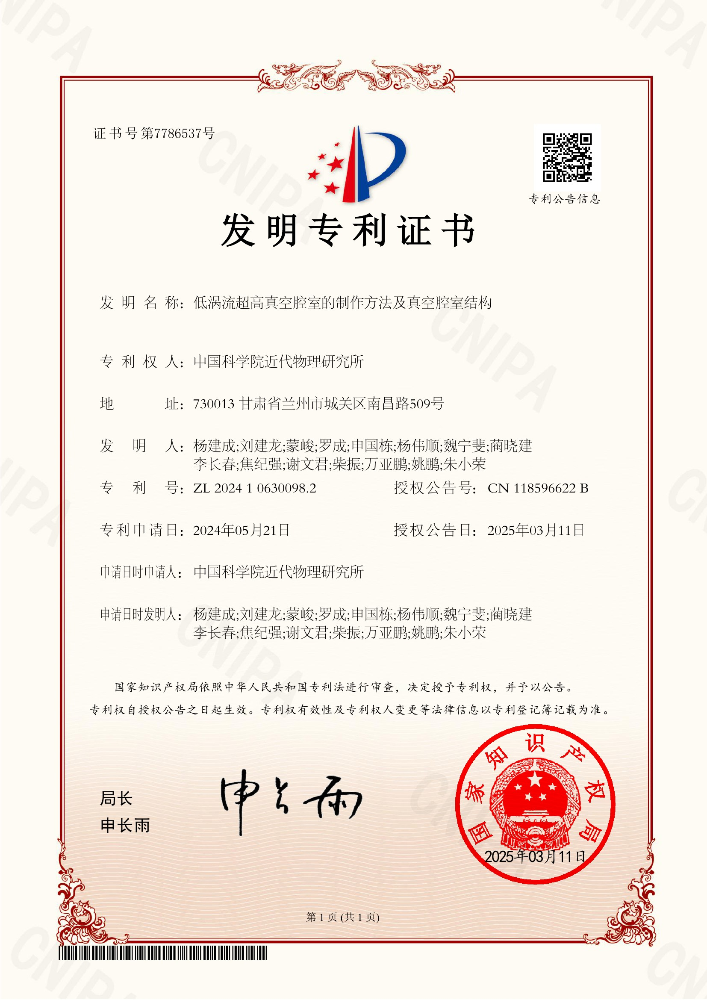 证书号第7786537号
专利公告信息
发明专利证书
发明名称：低涡流超高真空腔室的制作方法及真空腔室结构
专利权人：中国科学院近代物理研究所
地址：730013 甘肃省兰州市城关区南昌路509号
发明人：杨建成;刘建龙;蒙峻;罗成;申国栋;杨伟顺;魏宁斐;蔺晓建
李长春;焦纪强;谢文君;柴振;万亚鹏;姚鹏;朱小荣
专利号：ZL 2024 1 0630098.2 授权公告号：CN 118596622 B
专利申请日：2024年05月21日 授权公告日：2025年03月11日
申请日时申请人：中国科学院近代物理研究所
申请日时发明人：杨建成;刘建龙;蒙峻;罗成;申国栋;杨伟顺;魏宁斐;蔺晓建
李长春;焦纪强;谢文君;柴振;万亚鹏;姚鹏;朱小荣
国家知识产权局依照中华人民共和国专利法进行审查，决定授予专利权，并予以公告。
专利权自授权公告之日起生效。专利权有效性及专利权人变更等法律信息以专利登记簿记载为准。
局长
申长雨
申长雨
国家知识产权局
2025年03月11日
第 1 页 (共 1 页)
CNIPA